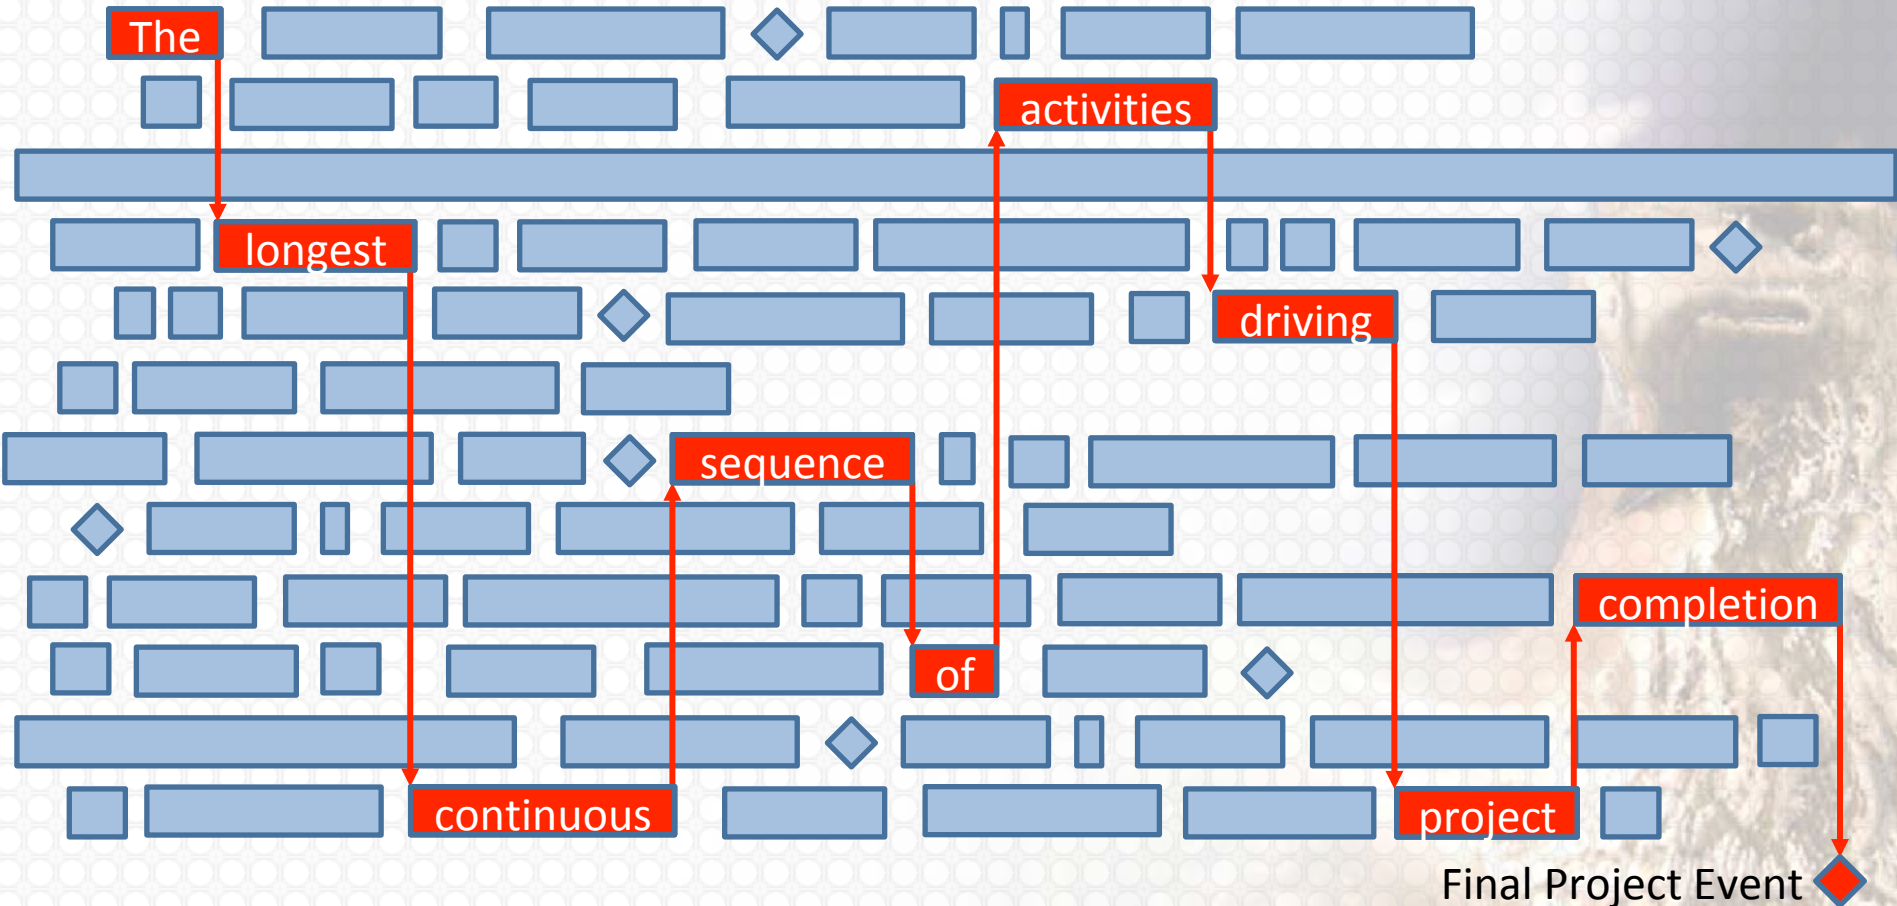 The
longest
continuous
sequence
of
activities
driving
project
completion
Final Project Event